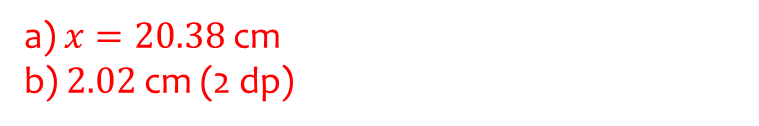 a) x = 20.38 cm
b) 2.02 cm (2 dp)